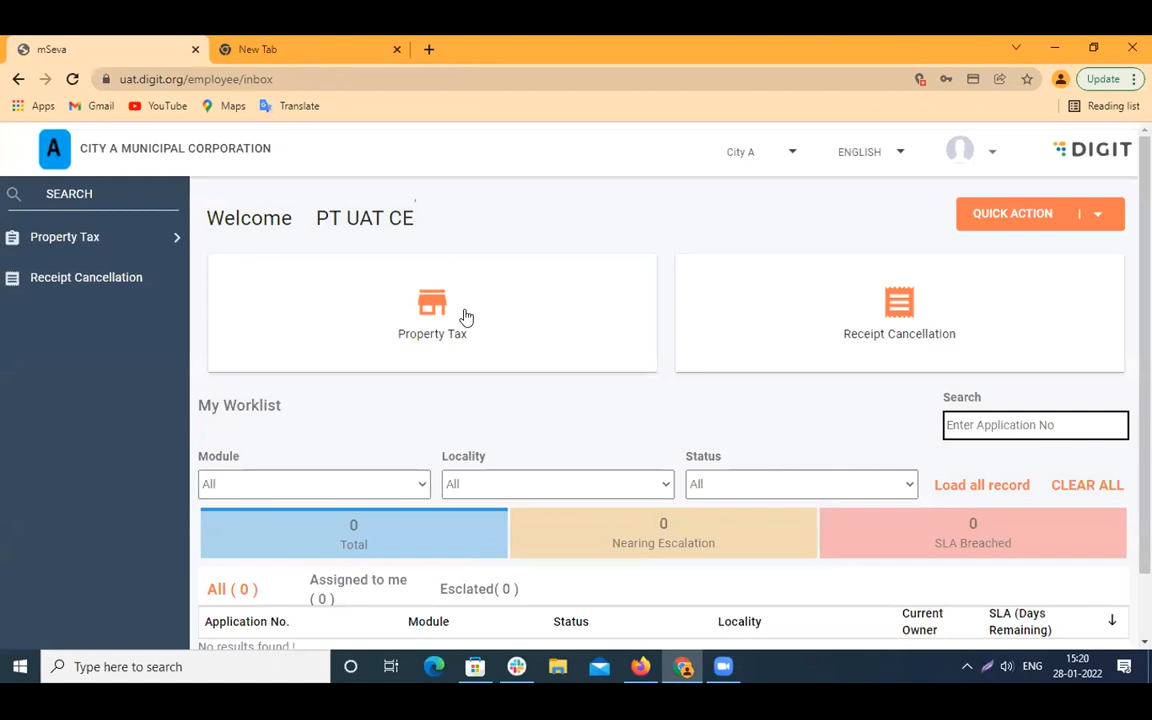 mSeva
New Tab
uat.digit.org/employee/inbox
Update
Apps
Gmail
YouTube
Maps
Translate
Reading list
A
CITY A MUNICIPAL CORPORATION
City A
ENGLISH
DIGIT
SEARCH
Property Tax
Receipt Cancellation
Welcome PT UAT CE
QUICK ACTION
Property Tax
Receipt Cancellation
My Worklist
Search
Enter Application No
Module
Locality
Status
All
All
All
Load all record
CLEAR ALL
0
Total
0
Nearing Escalation
0
SLA Breached
All ( 0 )
Assigned to me
( 0 )
Esclated( 0 )
Application No.
Module
Status
Locality
Current
Owner
SLA (Days
Remaining)
No results found !
Type here to search
ENG
15:20
28-01-2022